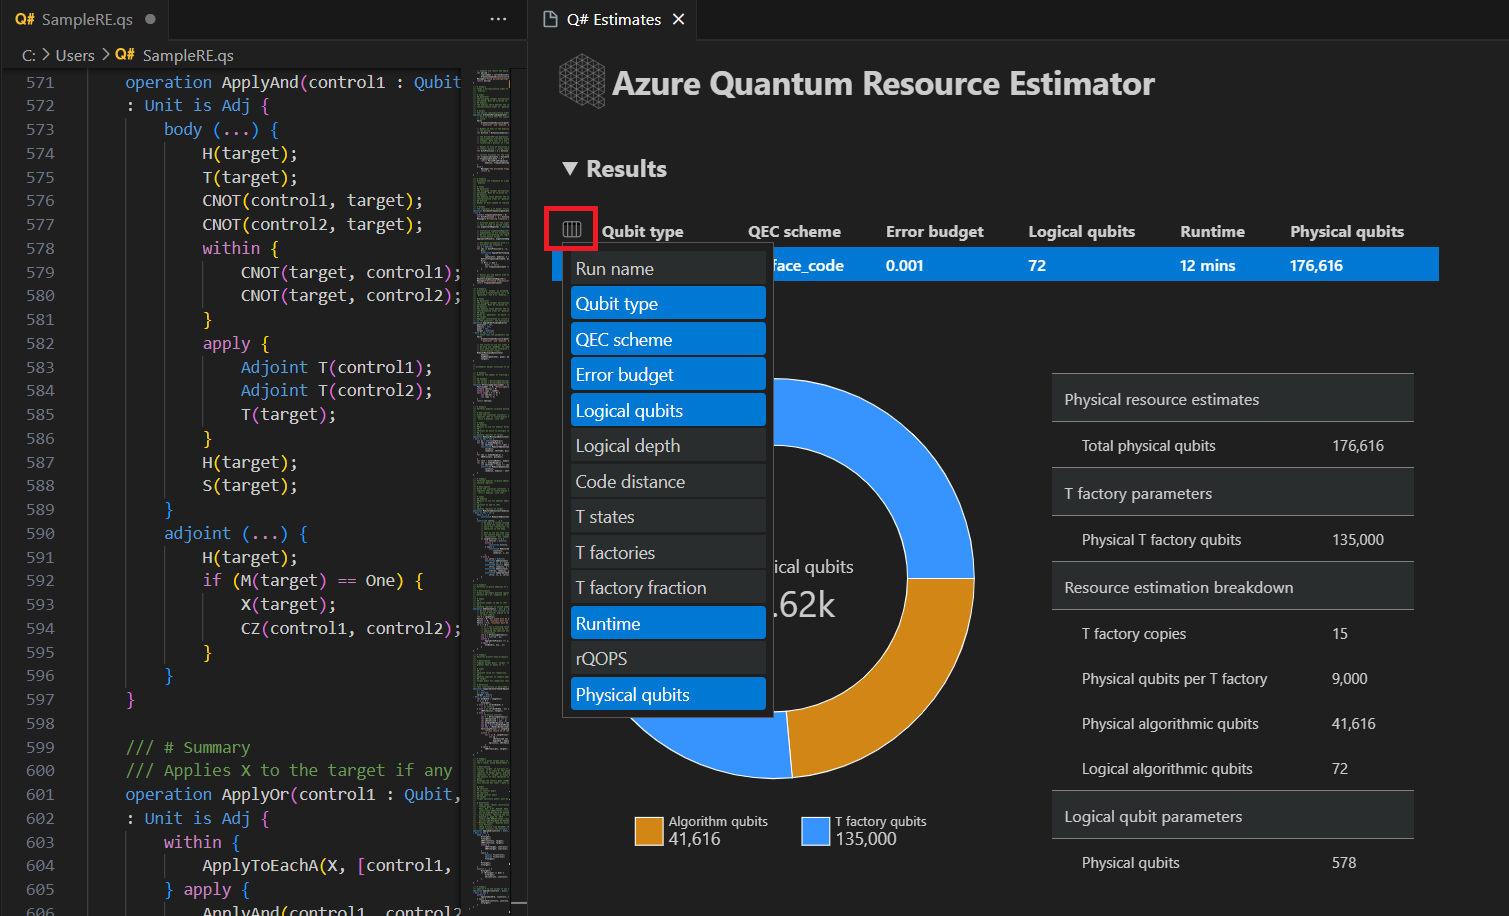 Q# SampleRE.qs
C: > Users > Q# SampleRE.qs
571 operation ApplyAnd(control1 : Qubit
572 : Unit is Adj {
573 body (...) {
574 H(target);
575 T(target);
576 CNOT(control1, target);
577 CNOT(control2, target);
578 within {
579 CNOT(target, control1);
580 CNOT(target, control2);
581 }
582 apply {
583 Adjoint T(control1);
584 Adjoint T(control2);
585 T(target);
586 }
587 H(target);
588 S(target);
589 }
590 adjoint (...) {
591 H(target);
592 if (M(target) == One) {
593 X(target);
594 CZ(control1, control2);
595 }
596 }
597 }
598
599 /// # Summary
600 /// Applies X to the target if any
601 operation ApplyOr(control1 : Qubit,
602 : Unit is Adj {
603 within {
604 ApplyToEachA(X, [control1,
605 } apply {
606 ApplyAnd(control1, control2
Q# Estimates
Azure Quantum Resource Estimator
Results
Qubit type QEC scheme Error budget Logical qubits Runtime Physical qubits
face_code 0.001 72 12 mins 176,616
Run name
Qubit type
QEC scheme
Error budget
Logical qubits
Logical depth
Code distance
T states
T factories
T factory fraction
Runtime
rQOPS
Physical qubits
ical qubits
.62k
Algorithm qubits
41,616
T factory qubits
135,000
Physical resource estimates
Total physical qubits 176,616
T factory parameters
Physical T factory qubits 135,000
Resource estimation breakdown
T factory copies 15
Physical qubits per T factory 9,000
Physical algorithmic qubits 41,616
Logical algorithmic qubits 72
Logical qubit parameters
Physical qubits 578